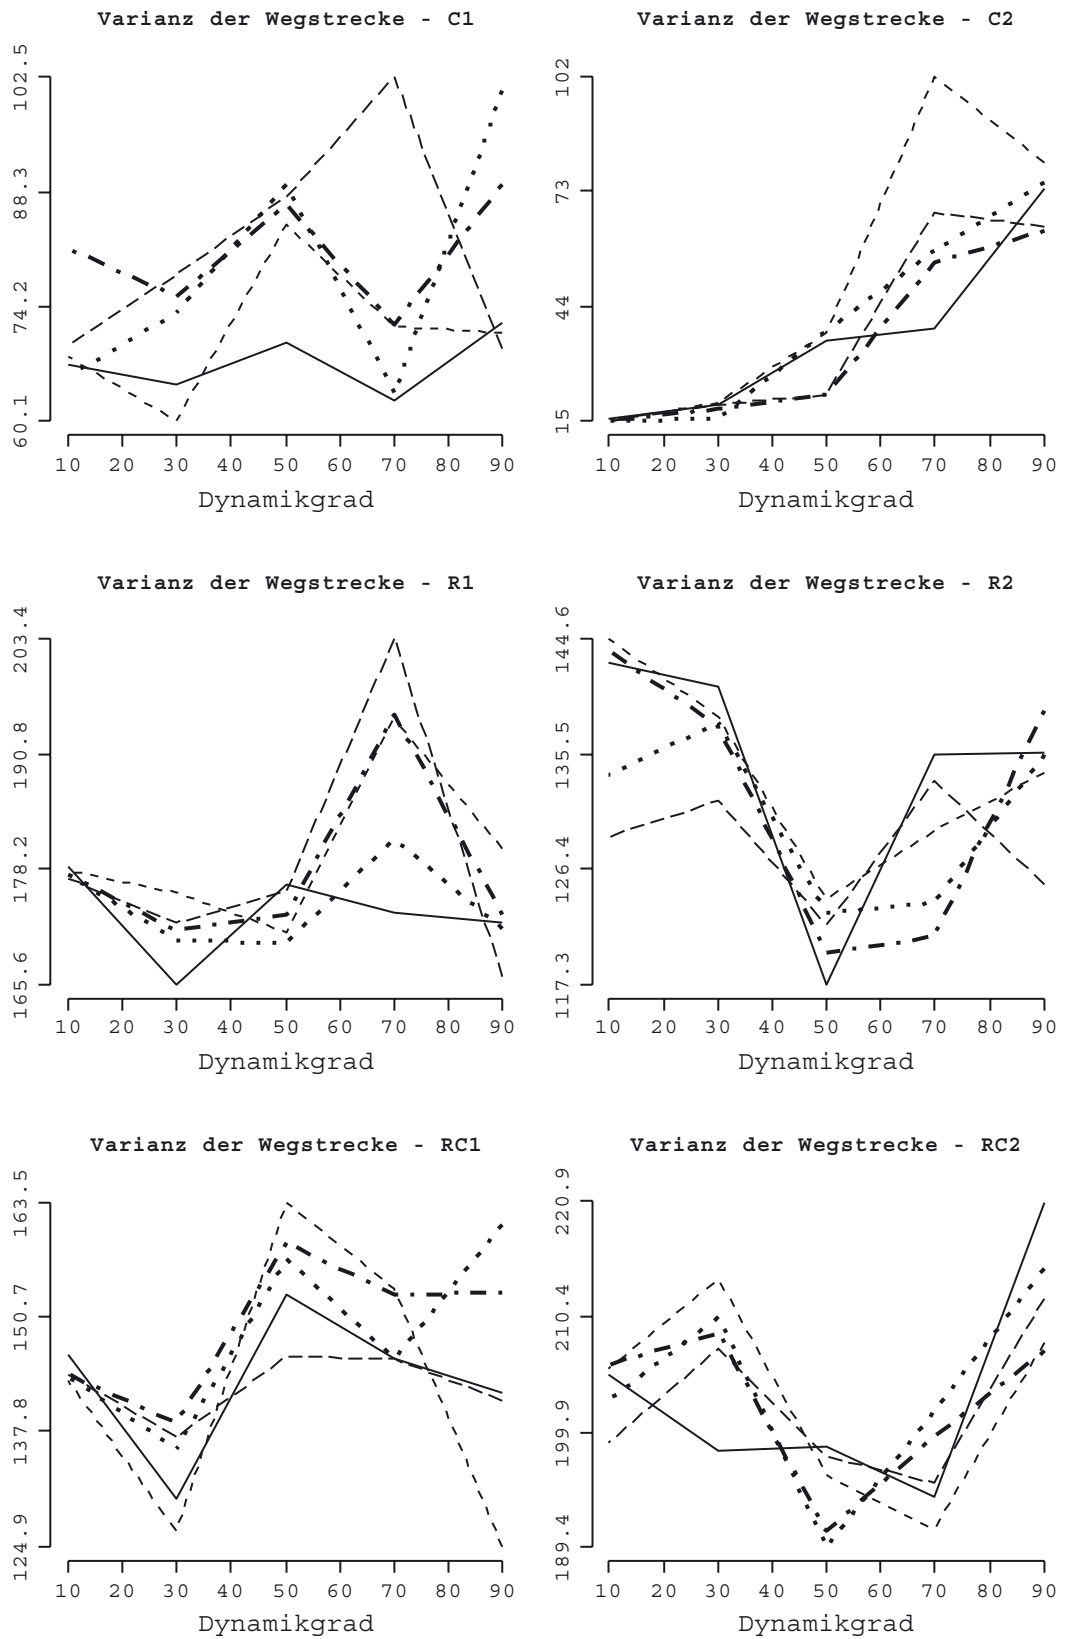 Varianz der Wegstrecke - C1
102.5
88.3
74.2
60.1
10 20 30 40 50 60 70 80 90
Dynamikgrad
Varianz der Wegstrecke - C2
102
73
44
15
10 20 30 40 50 60 70 80 90
Dynamikgrad
Varianz der Wegstrecke - R1
203.4
190.8
178.2
165.6
10 20 30 40 50 60 70 80 90
Dynamikgrad
Varianz der Wegstrecke - R2
144.6
135.5
126.4
117.3
10 20 30 40 50 60 70 80 90
Dynamikgrad
Varianz der Wegstrecke - RC1
163.5
150.7
137.8
124.9
10 20 30 40 50 60 70 80 90
Dynamikgrad
Varianz der Wegstrecke - RC2
220.9
210.4
199.9
189.4
10 20 30 40 50 60 70 80 90
Dynamikgrad